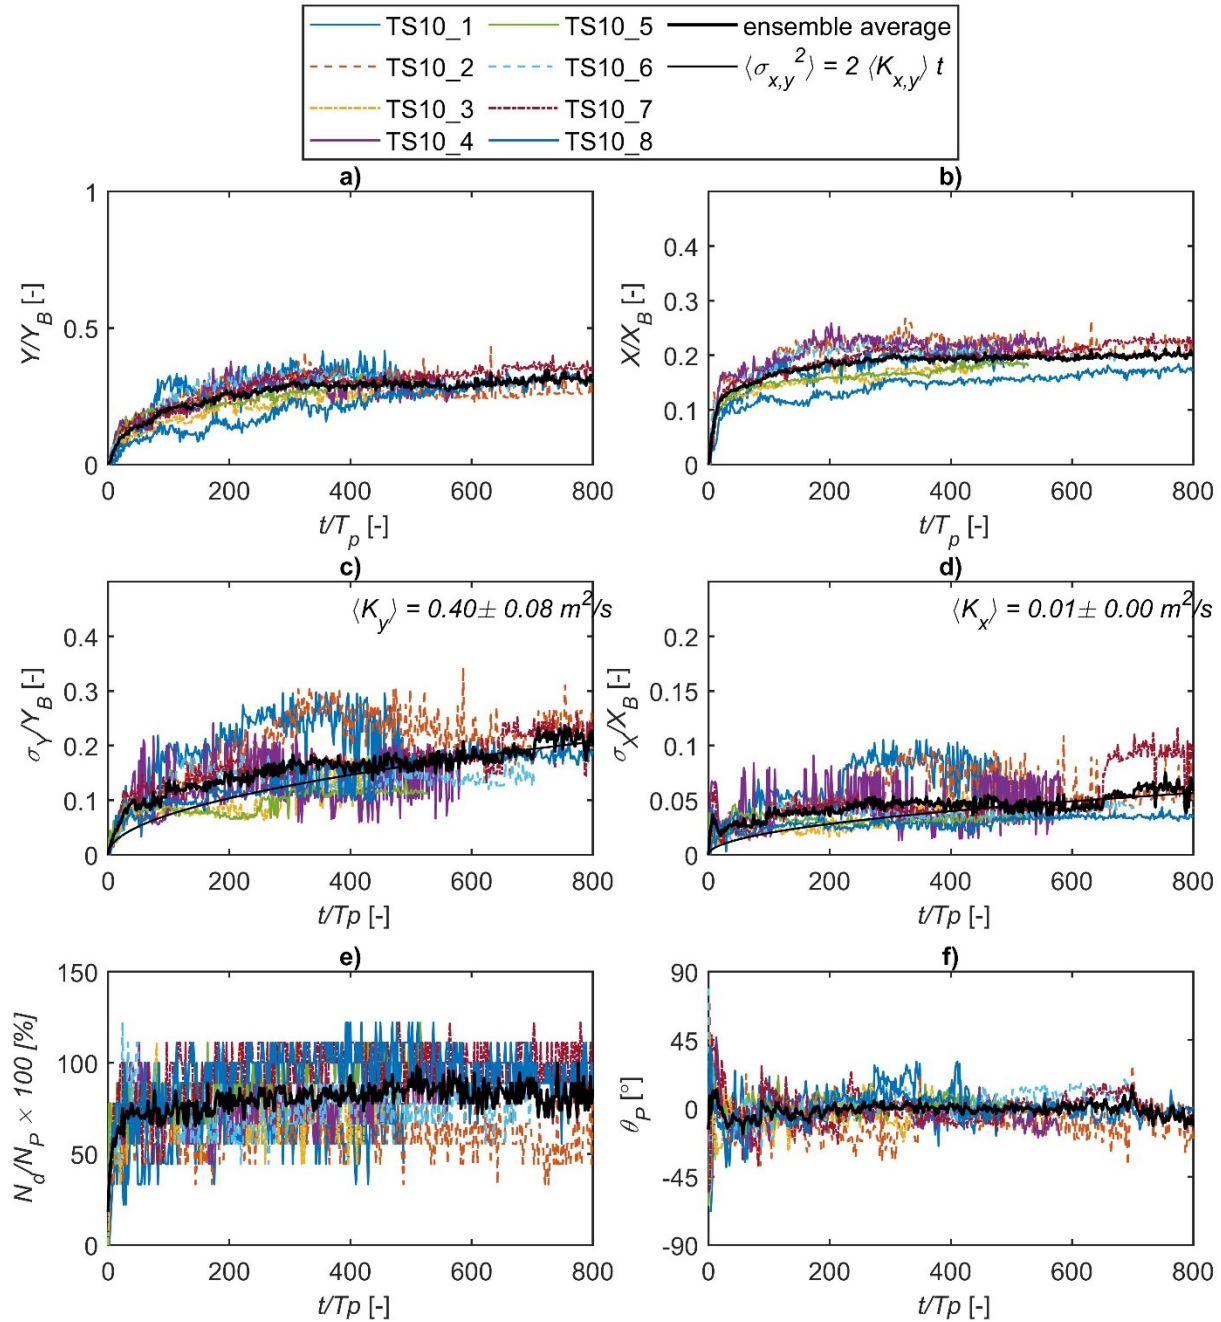 TS10_1 TS10_5 ensemble average
TS10_2 TS10_6 ⟨σx,y²⟩ = 2 ⟨Kx,y⟩ t
TS10_3 TS10_7
TS10_4 TS10_8
a)
1
0.5
0
Y/YB [-]
0 200 400 600 800
t/Tp [-]
b)
0.4
0.3
0.2
0.1
0
X/XB [-]
0 200 400 600 800
t/Tp [-]
c)
⟨Ky⟩ = 0.40± 0.08 m²/s
0.4
0.3
0.2
0.1
0
σY/YB [-]
0 200 400 600 800
t/Tp [-]
d)
⟨Kx⟩ = 0.01± 0.00 m²/s
0.2
0.15
0.1
0.05
0
σX/XB [-]
0 200 400 600 800
t/Tp [-]
e)
150
100
50
0
Nd/NP × 100 [%]
0 200 400 600 800
t/Tp [-]
f)
90
45
0
-45
-90
θP [°]
0 200 400 600 800
t/Tp [-]